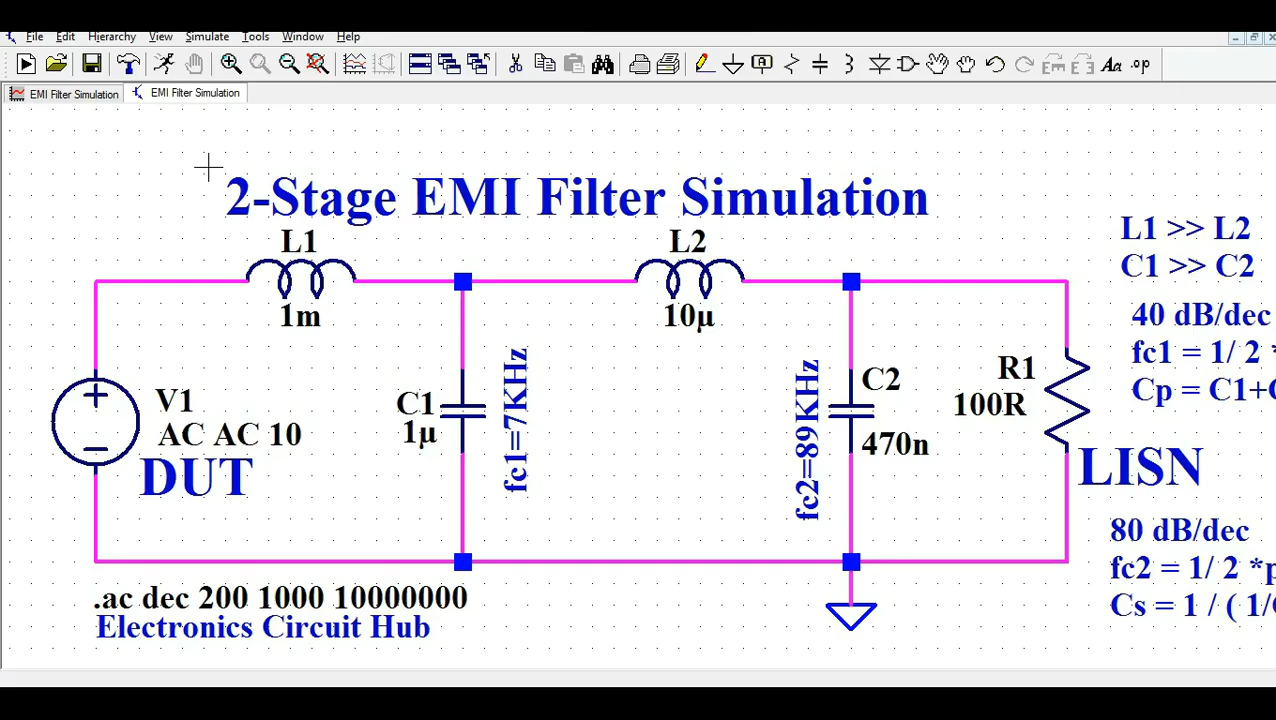 File Edit Hierarchy View Simulate Tools Window Help
.op
EMI Filter Simulation EMI Filter Simulation
2-Stage EMI Filter Simulation
L1
1m
L2
10µ
L1 >> L2
C1 >> C2
40 dB/dec
fc1 = 1/ 2 *
Cp = C1+
V1
AC AC 10
DUT
C1
1µ
fc1=7KHz
fc2=89KHz
C2
470n
R1
100R
LISN
80 dB/dec
fc2 = 1/ 2 *p
Cs = 1 / ( 1/
.ac dec 200 1000 10000000
Electronics Circuit Hub